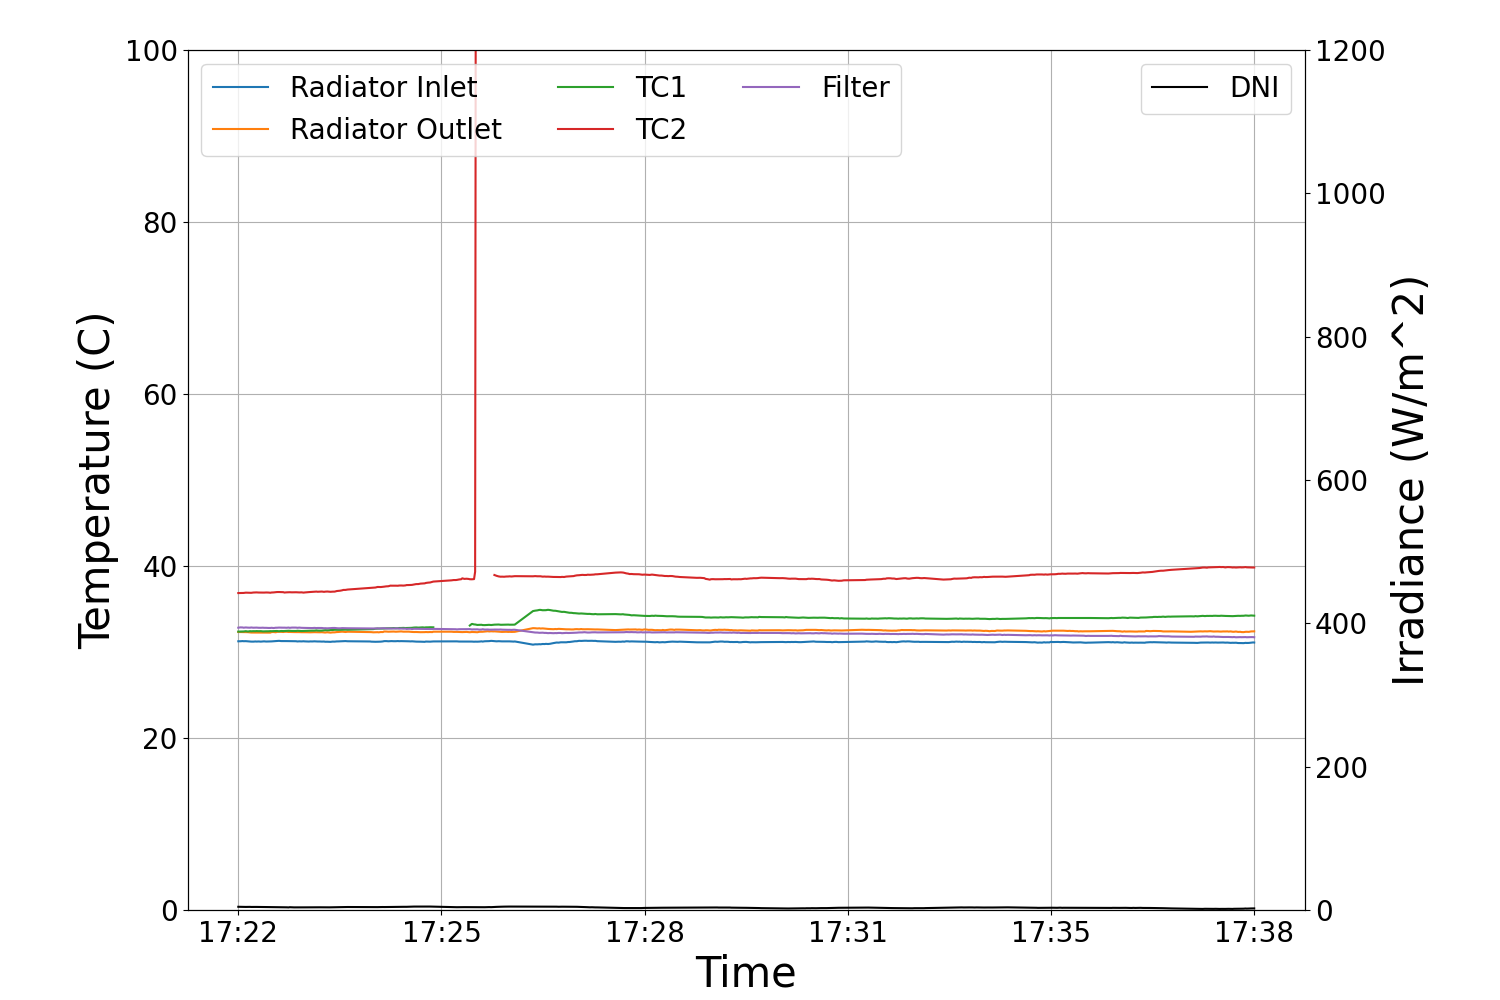 100
80
60
40
20
0
Temperature (C)
Radiator Inlet
Radiator Outlet
TC1
TC2
Filter
DNI
1200
1000
800
600
400
200
0
Irradiance (W/m^2)
17:22 17:25 17:28 17:31 17:35 17:38
Time